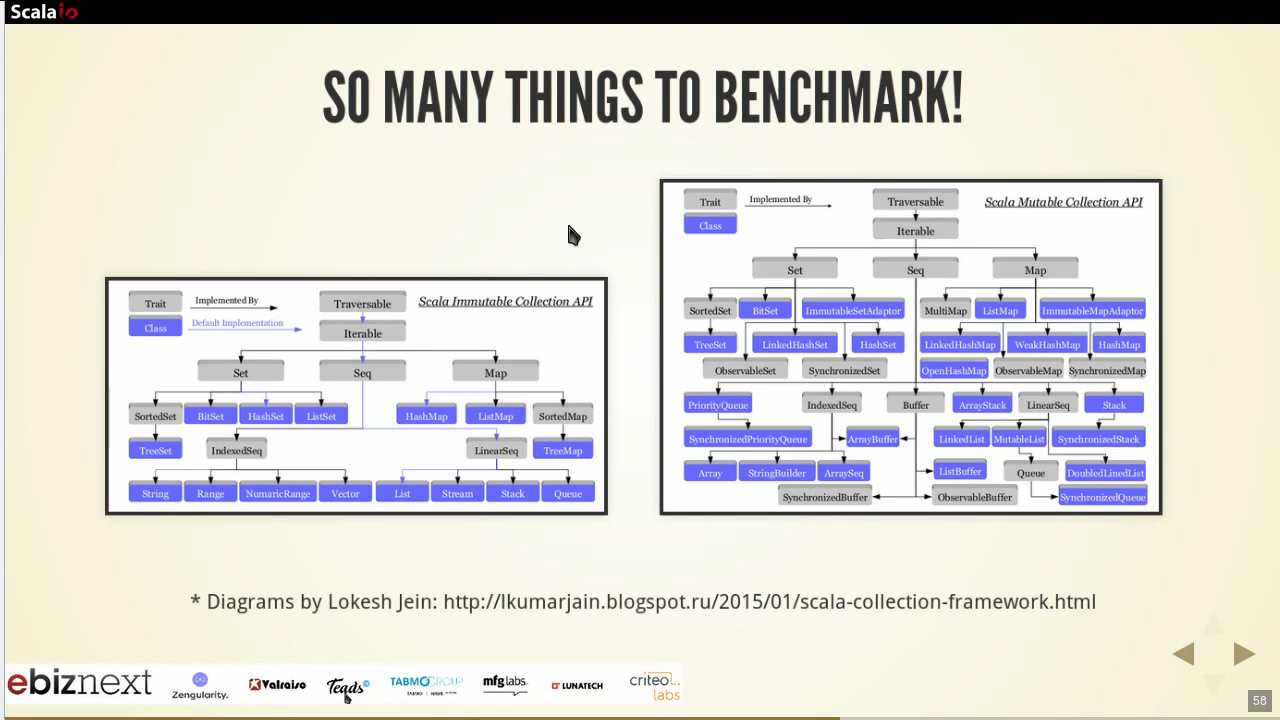 Scalaio
SO MANY THINGS TO BENCHMARK!
Trait
Implemented By
Traversable
Scala Immutable Collection API
Class
Default Implementation
Iterable
Set
Seq
Map
SortedSet
BitSet
HashSet
ListSet
HashMap
ListMap
SortedMap
TreeSet
IndexedSeq
LinearSeq
TreeMap
String
Range
NumaricRange
Vector
List
Stream
Stack
Queue
Trait
Implemented By
Traversable
Scala Mutable Collection API
Class
Iterable
Set
Seq
Map
SortedSet
BitSet
ImmutableSetAdaptor
MultiMap
ListMap
ImmutableMapAdaptor
TreeSet
LinkedHashSet
HashSet
LinkedHashMap
WeakHashMap
HashMap
ObservableSet
SynchronizedSet
OpenHashMap
ObservableMap
SynchronizedMap
PriorityQueue
IndexedSeq
Buffer
ArrayStack
LinearSeq
Stack
SynchronizedPriorityQueue
ArrayBuffer
LinkedList
MutableList
SynchronizedStack
Array
StringBuilder
ArraySeq
ListBuffer
Queue
DoubledLinedList
SynchronizedBuffer
ObservableBuffer
SynchronizedQueue
* Diagrams by Lokesh Jein: http://lkumarjain.blogspot.ru/2015/01/scala-collection-framework.html
ebiznext
Zengularity.
Valraiso
Teads
TABMO GROUP
mfg labs.
LUNATECH
criteo.
labs
58